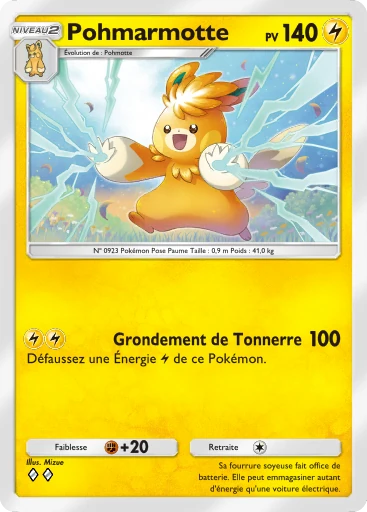 NIVEAU2
Pohmarmotte
PV 140
Évolution de : Pohmotte
N° 0923 Pokémon Pose Paume Taille : 0,9 m Poids : 41,0 kg
Grondement de Tonnerre 100
Défaussez une Énergie de ce Pokémon.
Faiblesse +20
Retraite
Illus. Mizue
Sa fourrure soyeuse fait office de
batterie. Elle peut emmagasiner autant
d'énergie qu'une voiture électrique.